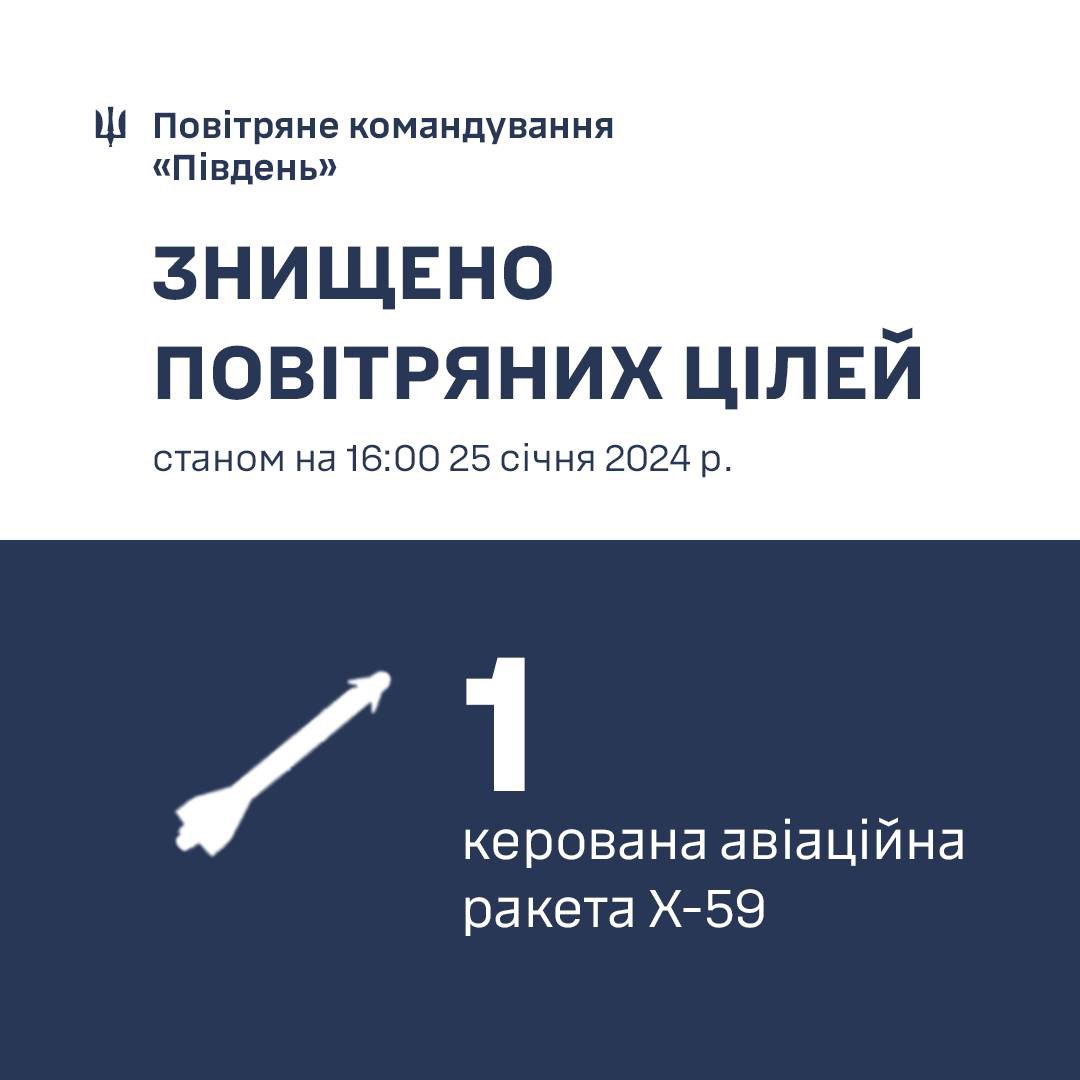 Повітряне командування
«Південь»
ЗНИЩЕНО
ПОВІТРЯНИХ ЦІЛЕЙ
станом на 16:00 25 січня 2024 р.
1
керована авіаційна
ракета Х-59